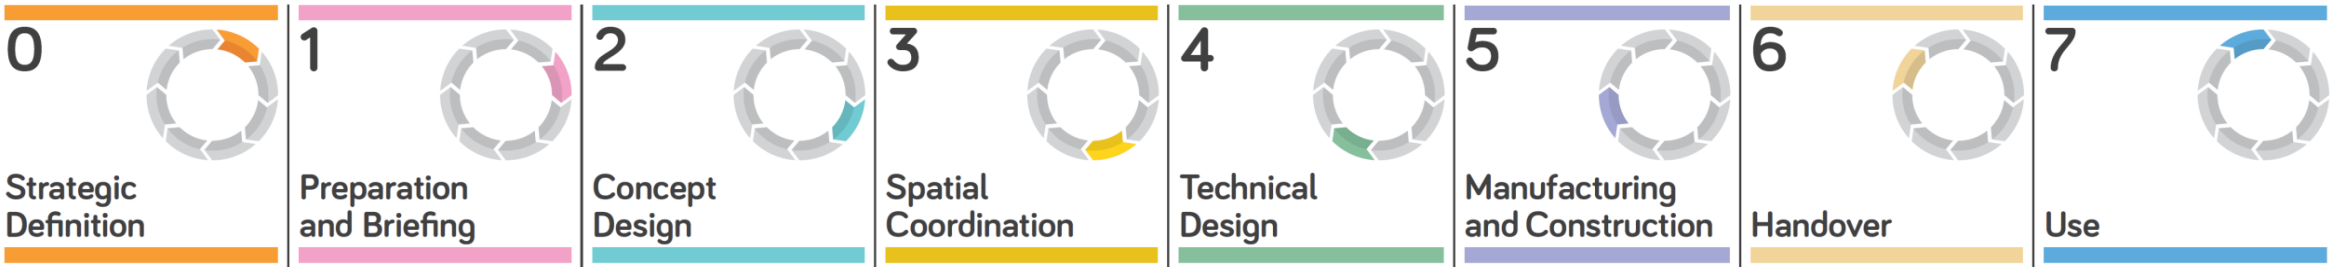 0
Strategic
Definition
1
Preparation
and Briefing
2
Concept
Design
3
Spatial
Coordination
4
Technical
Design
5
Manufacturing
and Construction
6
Handover
7
Use